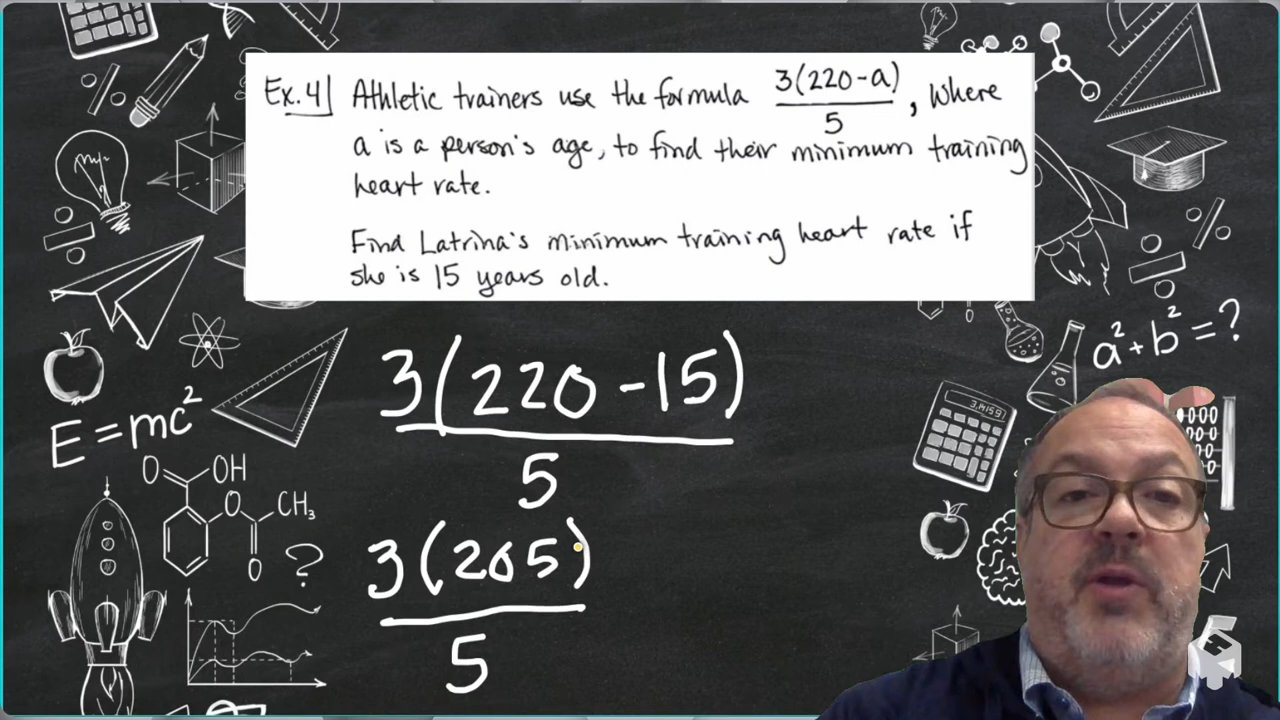 Ex. 4] Athletic trainers use the formula 3(220-a)/5, where
a is a person's age, to find their minimum training
heart rate.
Find Latrina's minimum training heart rate if
she is 15 years old.
3(220-15)
5
3(205)
5
E=mc²
O
OH
O
CH₃
O
?
a²+b²=?
3.14159